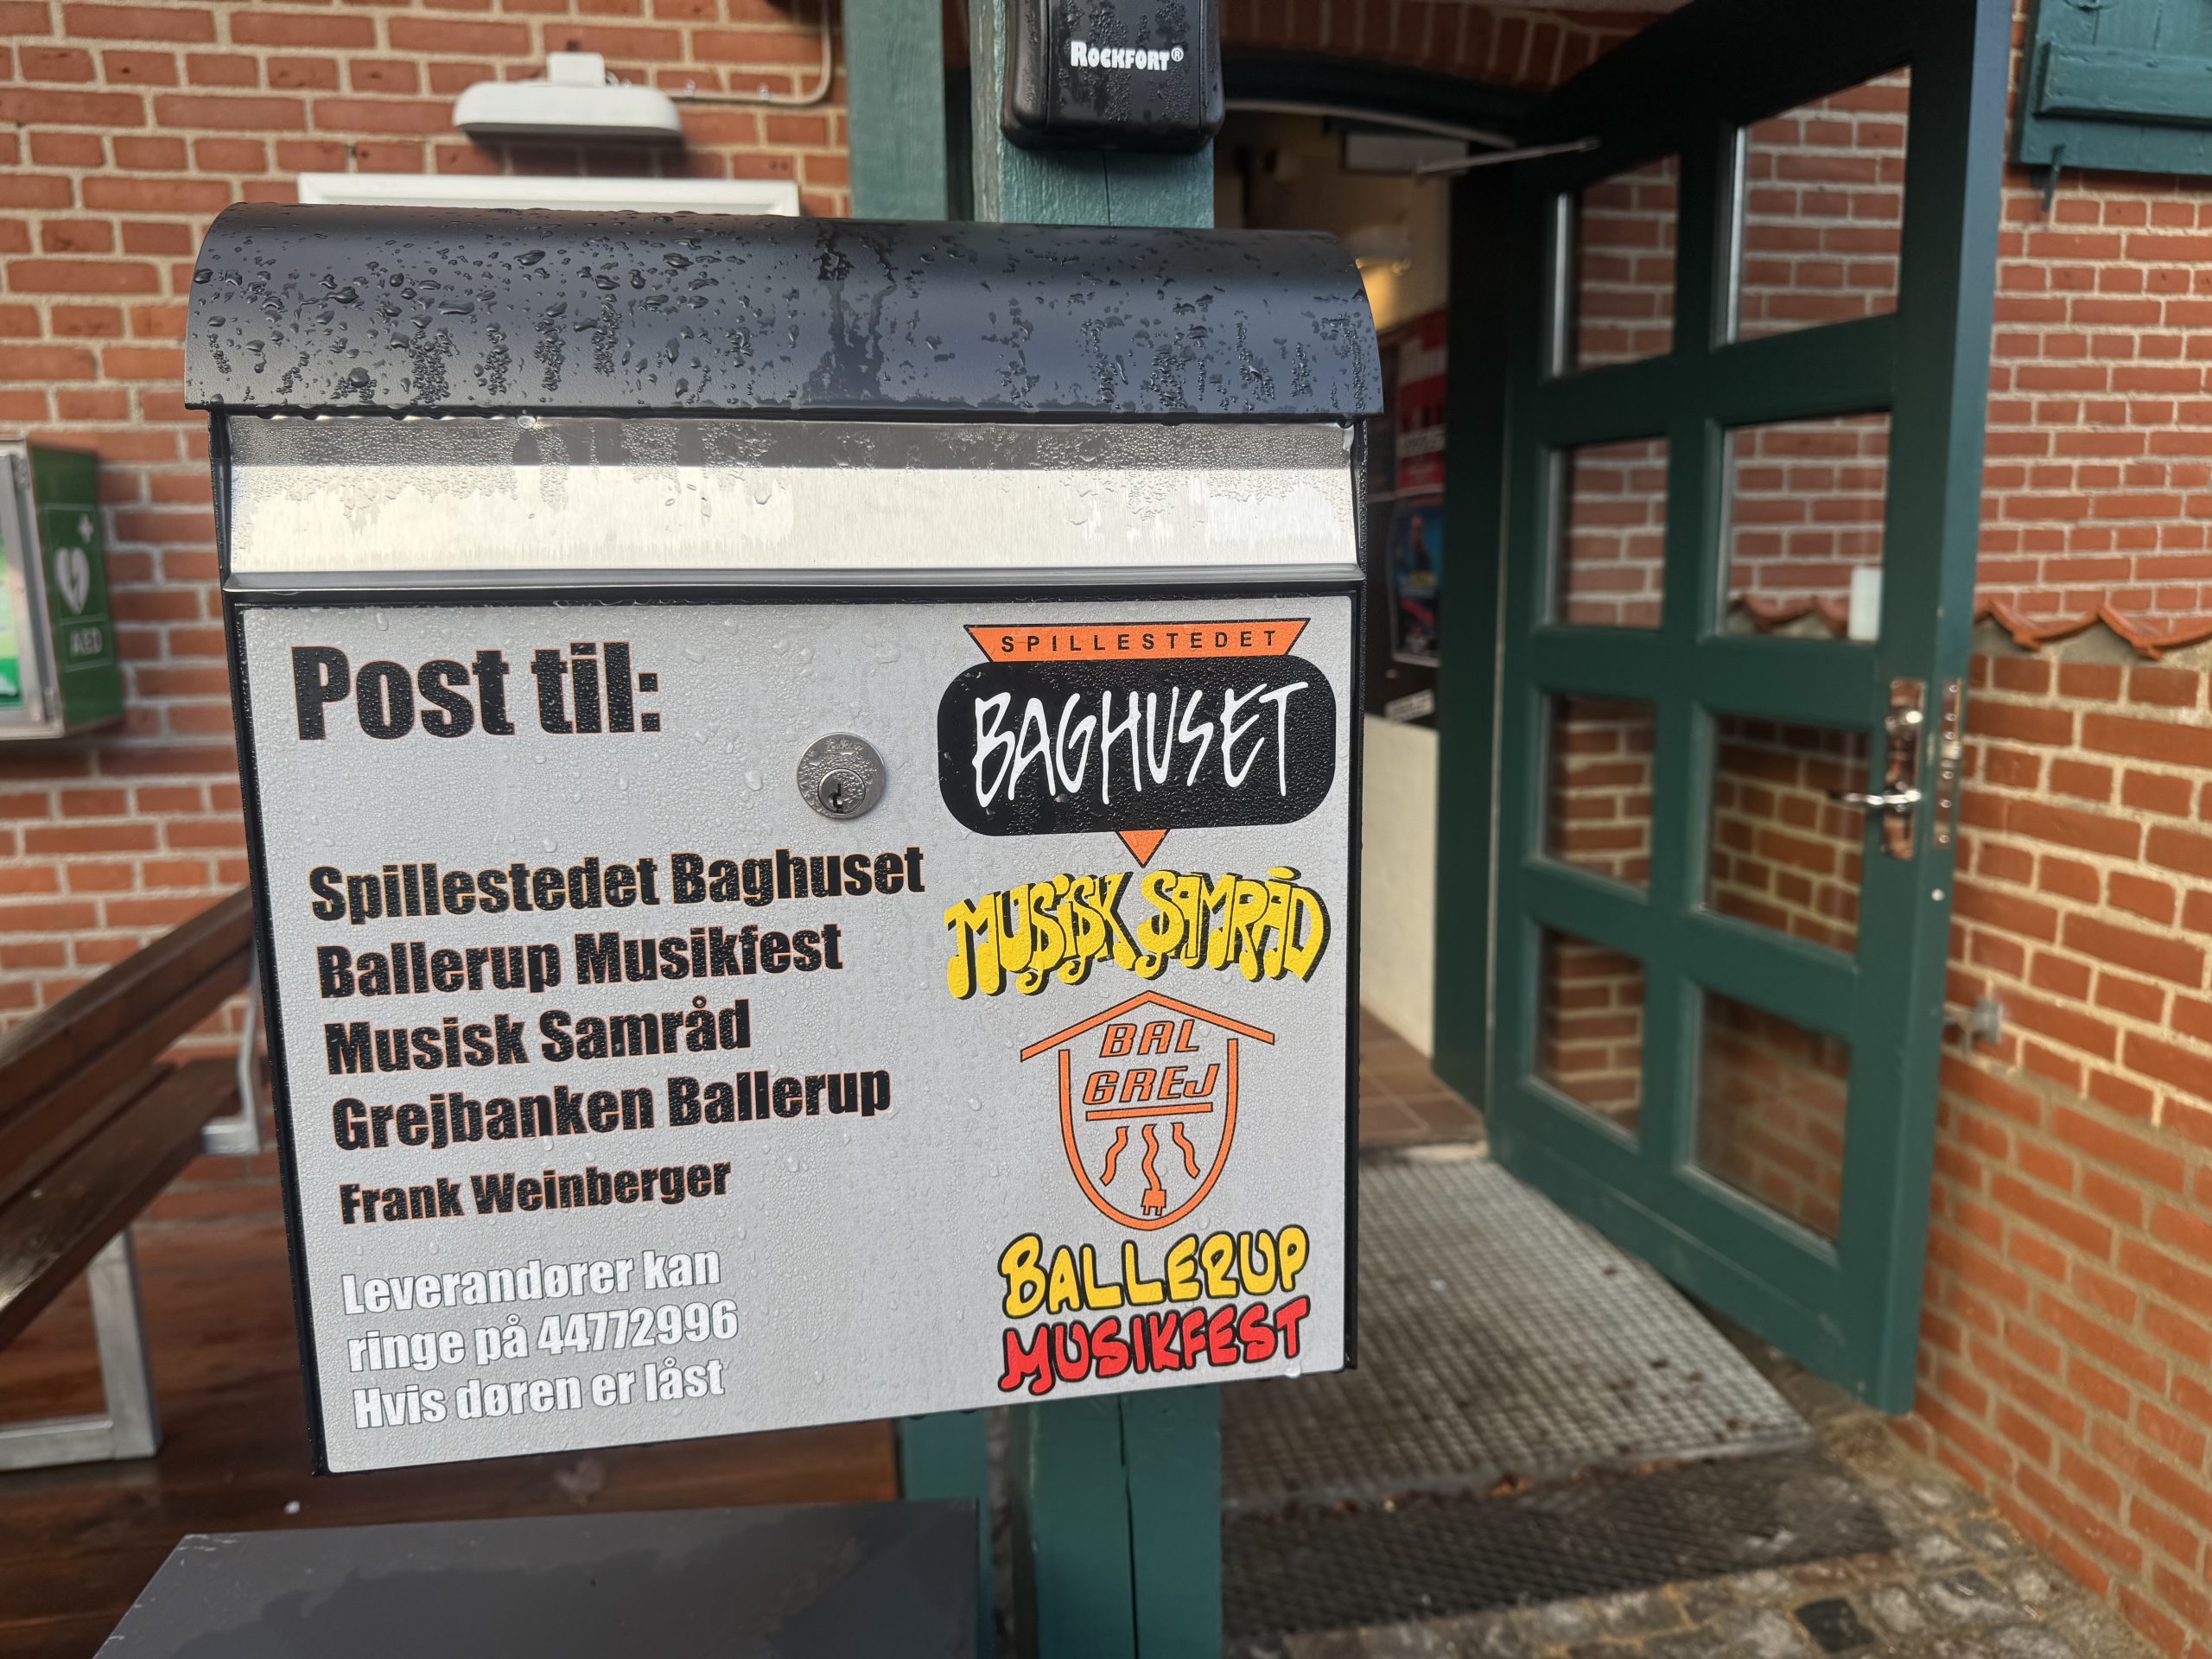 ROCKFORT®
AED
Post til:
Spillestedet Baghuset
Ballerup Musikfest
Musisk Samråd
Grejbanken Ballerup
Frank Weinberger
Leverandører kan
ringe på 44772996
Hvis døren er låst
SPILLESTEDET
BAGHUSET
MUSISK SAMRÅD
BAL
GREJ
BALLERUP
MUSIKFEST